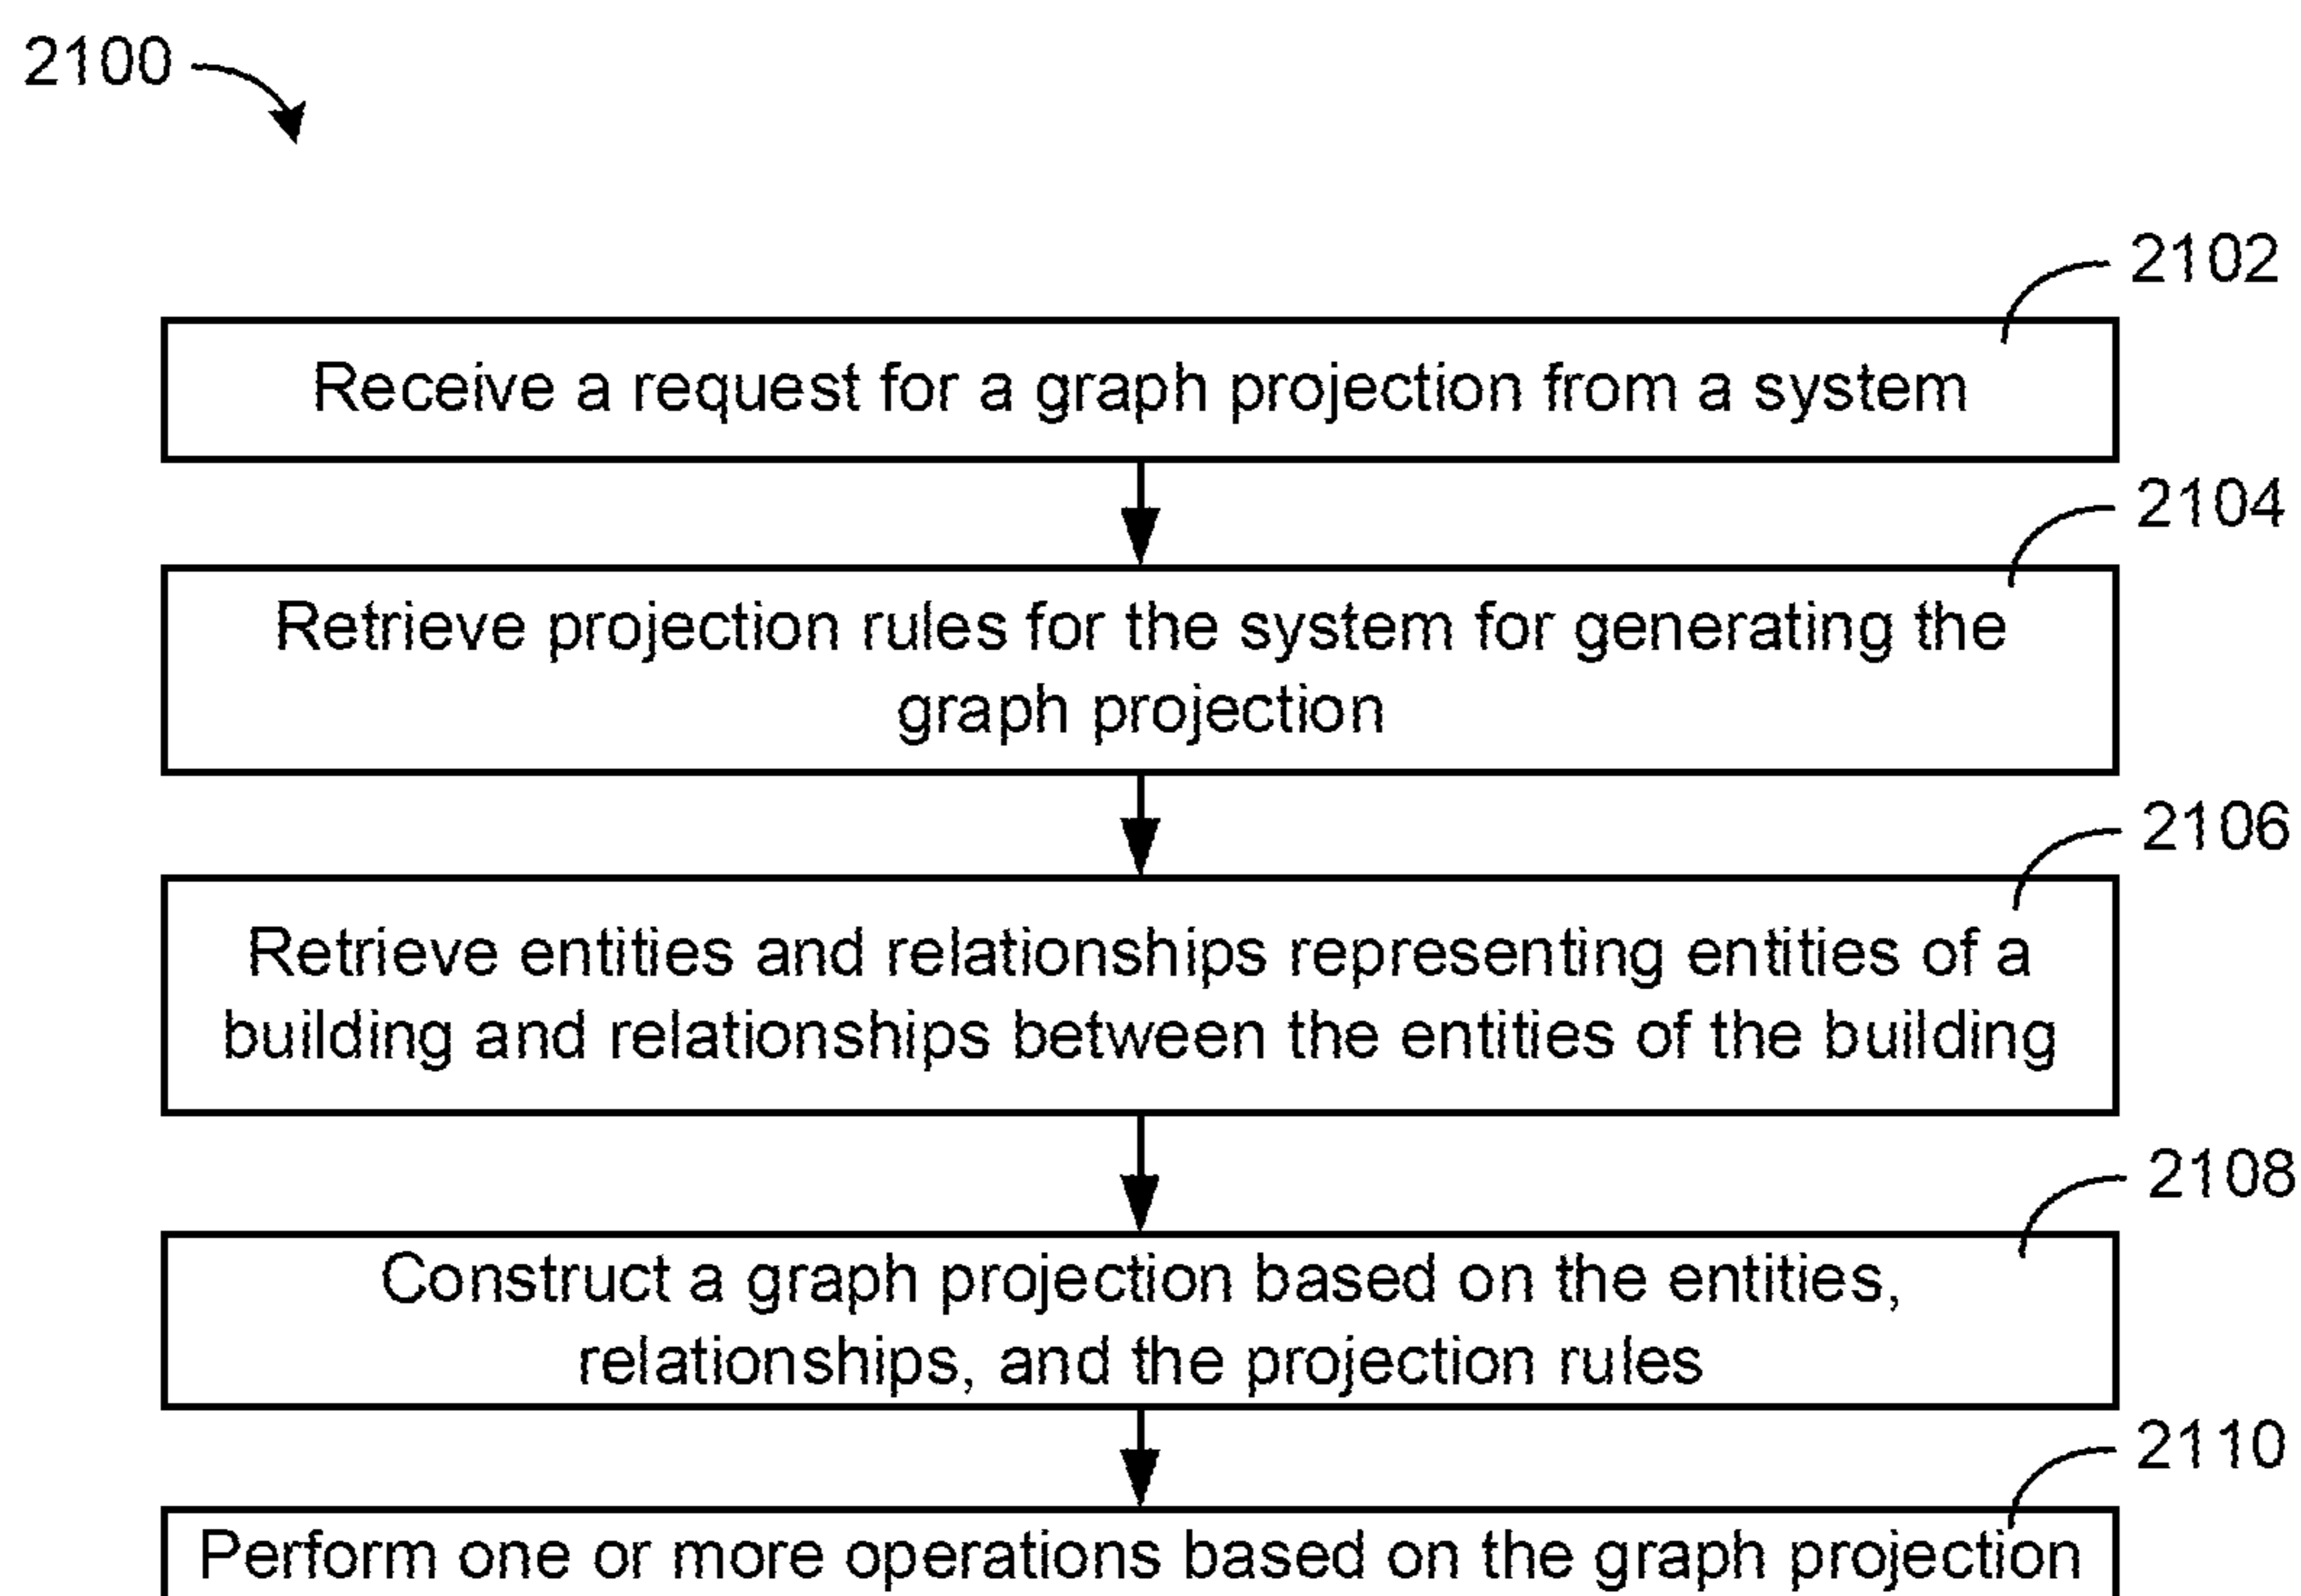 2100
2102
Receive a request for a graph projection from a system
2104
Retrieve projection rules for the system for generating the
graph projection
2106
Retrieve entities and relationships representing entities of a
building and relationships between the entities of the building
2108
Construct a graph projection based on the entities,
relationships, and the projection rules
2110
Perform one or more operations based on the graph projection